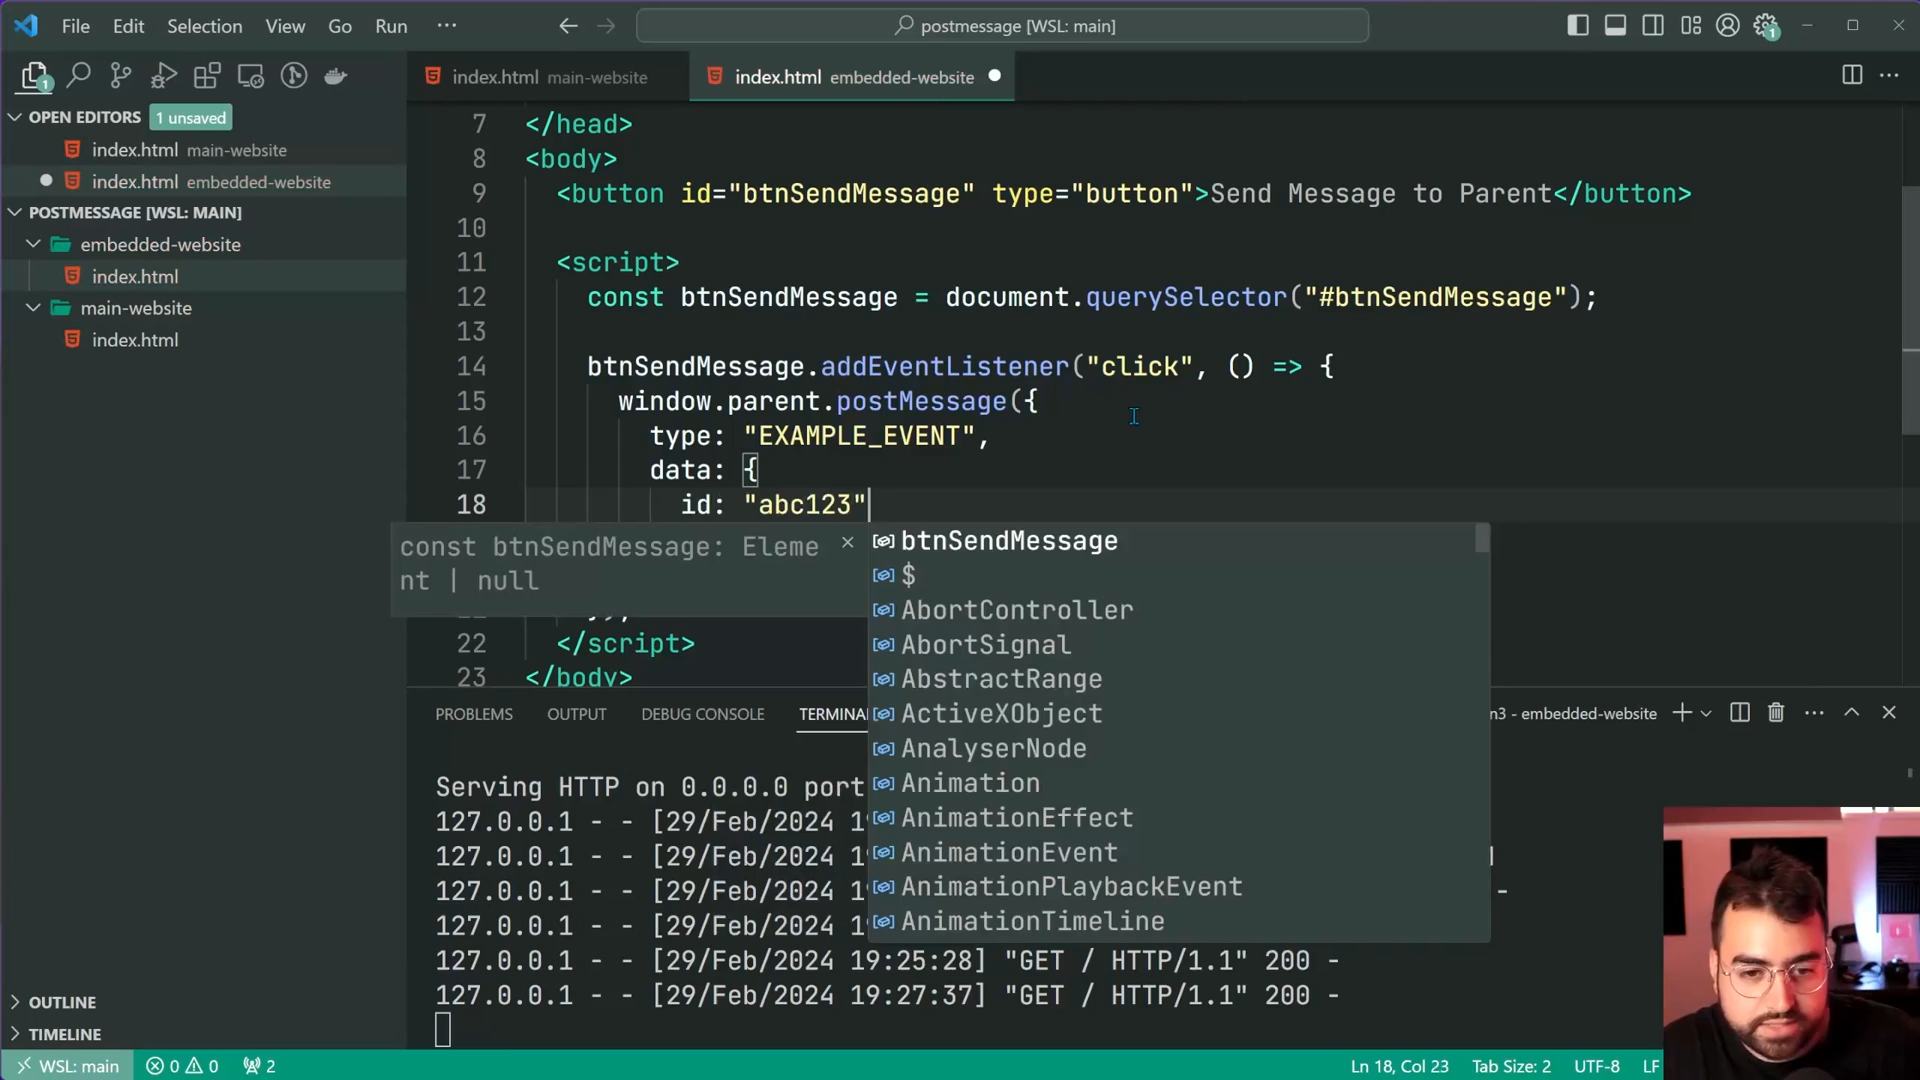 File Edit Selection View Go Run ··· postmessage [WSL: main]
1
1
OPEN EDITORS 1 unsaved
index.html main-website
index.html embedded-website
POSTMESSAGE [WSL: MAIN]
embedded-website
index.html
main-website
index.html
OUTLINE
TIMELINE
index.html main-website index.html embedded-website
7 </head>
8 <body>
9 <button id="btnSendMessage" type="button">Send Message to Parent</button>
10
11 <script>
12 const btnSendMessage = document.querySelector("#btnSendMessage");
13
14 btnSendMessage.addEventListener("click", () => {
15 window.parent.postMessage({
16 type: "EXAMPLE_EVENT",
17 data: {
18 id: "abc123"
const btnSendMessage: Eleme
nt | null
btnSendMessage
$
AbortController
AbortSignal
AbstractRange
ActiveXObject
AnalyserNode
Animation
AnimationEffect
AnimationEvent
AnimationPlaybackEvent
AnimationTimeline
22 </script>
23 </body>
PROBLEMS OUTPUT DEBUG CONSOLE TERMINA n3 - embedded-website
Serving HTTP on 0.0.0.0 port
127.0.0.1 - - [29/Feb/2024 1
127.0.0.1 - - [29/Feb/2024 1
127.0.0.1 - - [29/Feb/2024 1 -
127.0.0.1 - - [29/Feb/2024 1
127.0.0.1 - - [29/Feb/2024 19:25:28] "GET / HTTP/1.1" 200 -
127.0.0.1 - - [29/Feb/2024 19:27:37] "GET / HTTP/1.1" 200 -
WSL: main 0 0 2 Ln 18, Col 23 Tab Size: 2 UTF-8 LF